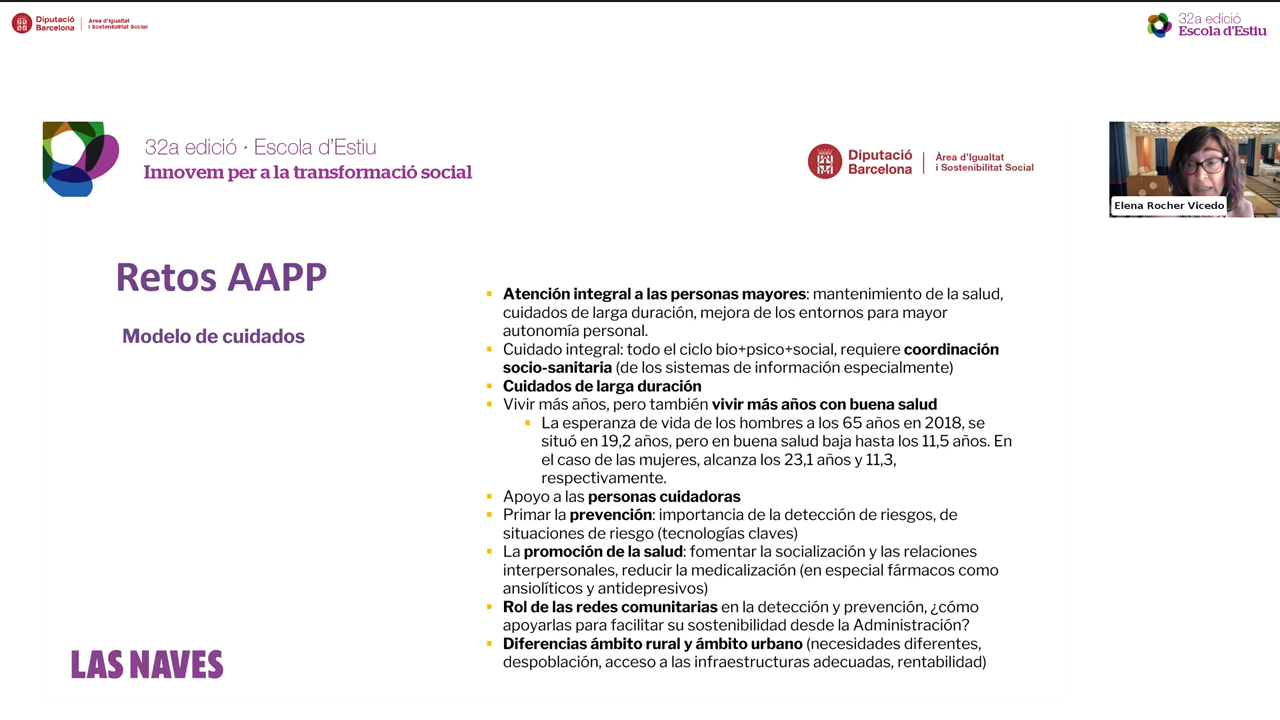 Diputació
Barcelona
Àrea d'Igualtat
i Sostenibilitat Social
32a edició
Escola d'Estiu
32a edició · Escola d'Estiu
Innovem per a la transformació social
Diputació
Barcelona
Àrea d'Igualtat
i Sostenibilitat Social
Elena Rocher Vicedo
Retos AAPP
Modelo de cuidados
Atención integral a las personas mayores: mantenimiento de la salud,
cuidados de larga duración, mejora de los entornos para mayor
autonomía personal.
Cuidado integral: todo el ciclo bio+psico+social, requiere coordinación
socio-sanitaria (de los sistemas de información especialmente)
Cuidados de larga duración
Vivir más años, pero también vivir más años con buena salud
La esperanza de vida de los hombres a los 65 años en 2018, se
situó en 19,2 años, pero en buena salud baja hasta los 11,5 años. En
el caso de las mujeres, alcanza los 23,1 años y 11,3,
respectivamente.
Apoyo a las personas cuidadoras
Primar la prevención: importancia de la detección de riesgos, de
situaciones de riesgo (tecnologías claves)
La promoción de la salud: fomentar la socialización y las relaciones
interpersonales, reducir la medicalización (en especial fármacos como
ansiolíticos y antidepresivos)
Rol de las redes comunitarias en la detección y prevención, ¿cómo
apoyarlas para facilitar su sostenibilidad desde la Administración?
Diferencias ámbito rural y ámbito urbano (necesidades diferentes,
despoblación, acceso a las infraestructuras adecuadas, rentabilidad)
LAS NAVES